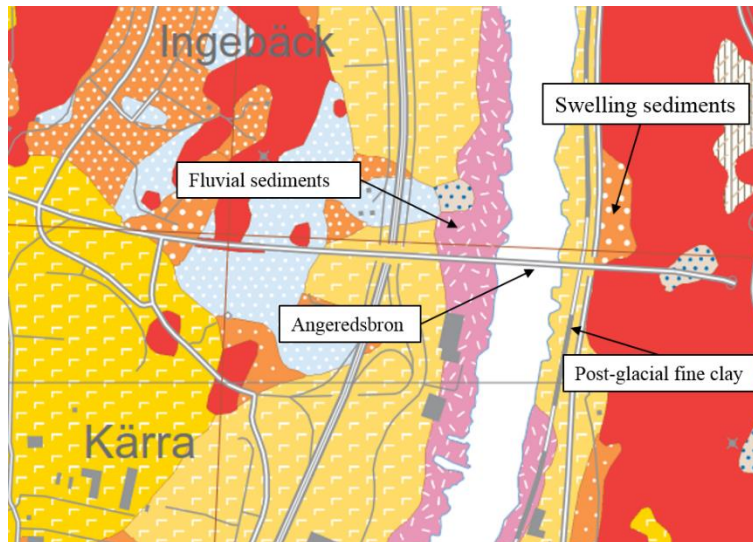 Ingebäck
Swelling sediments
Fluvial sediments
Angeredsbron
Post-glacial fine clay
Kärra